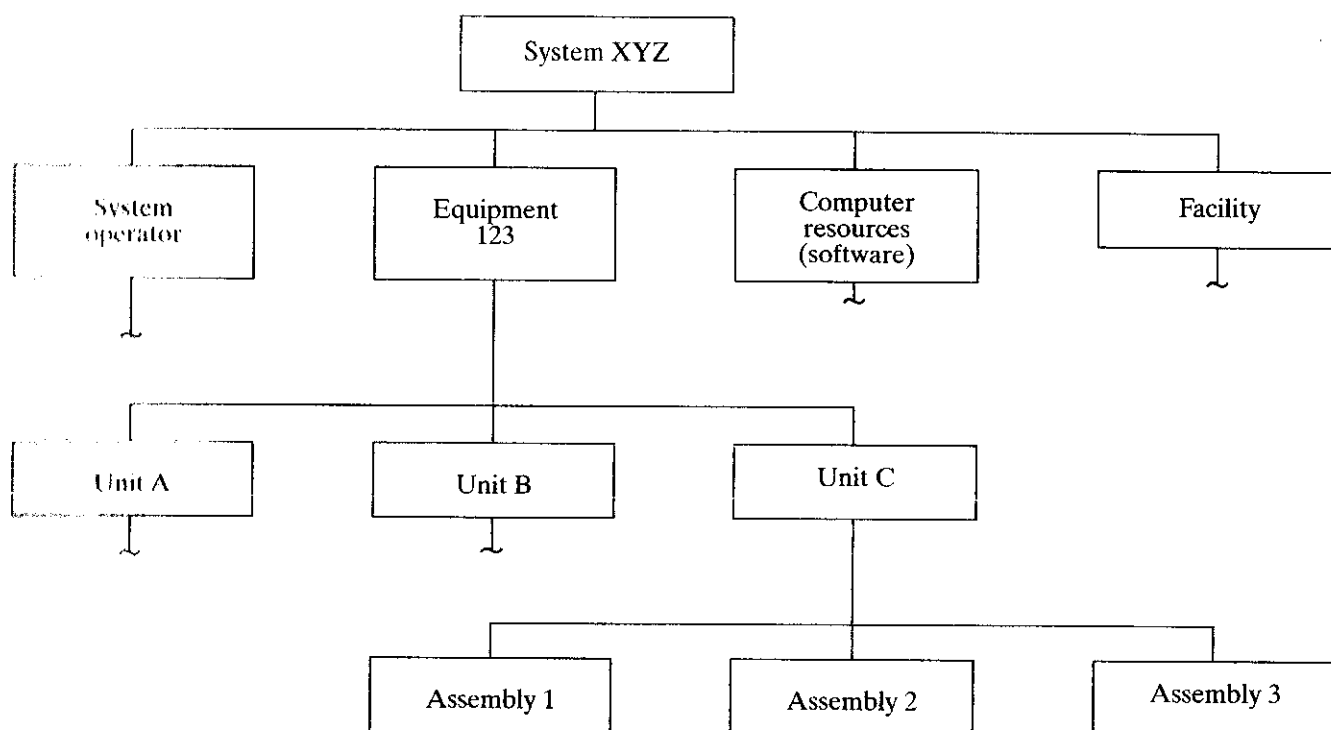 System XYZ
System
operator
Equipment
123
Computer
resources
(software)
Facility
Unit A
Unit B
Unit C
Assembly 1
Assembly 2
Assembly 3